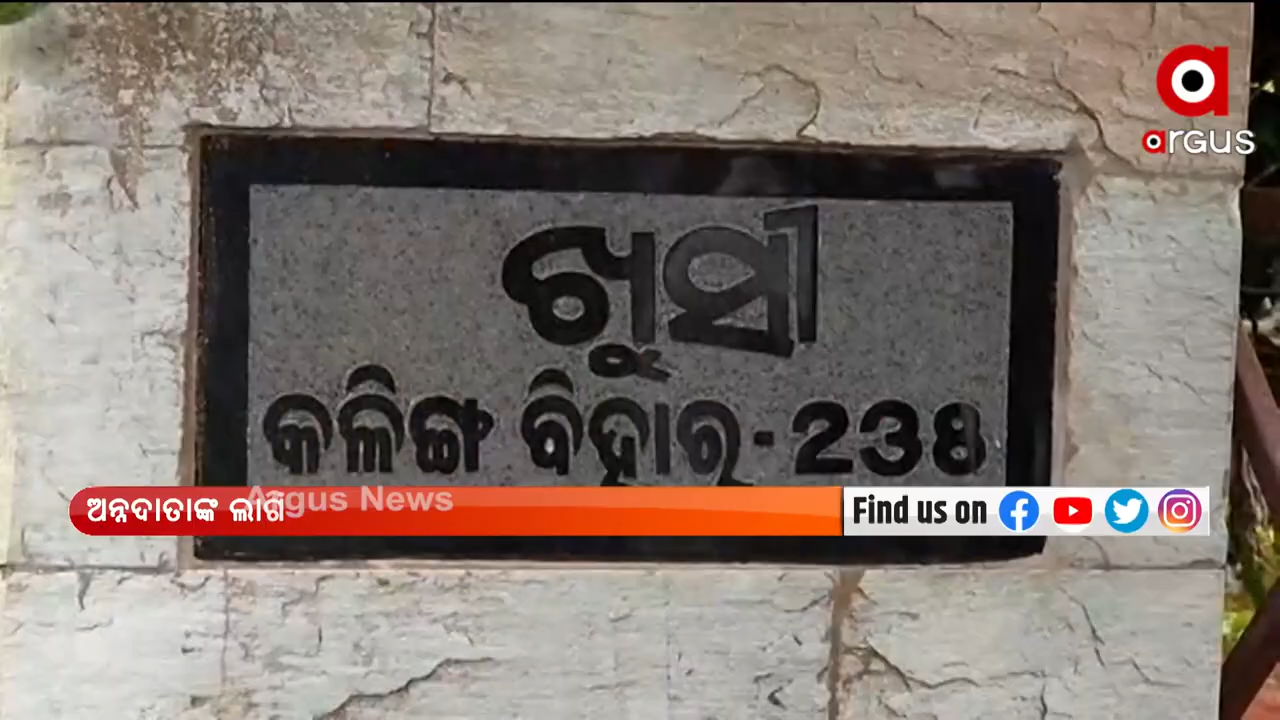 ଖୁସୀ
କଳିଙ୍ଗ ବିହାର-238
argus
Argus News
ଅନ୍ନଦାତାଙ୍କ ଲାଗି
Find us on